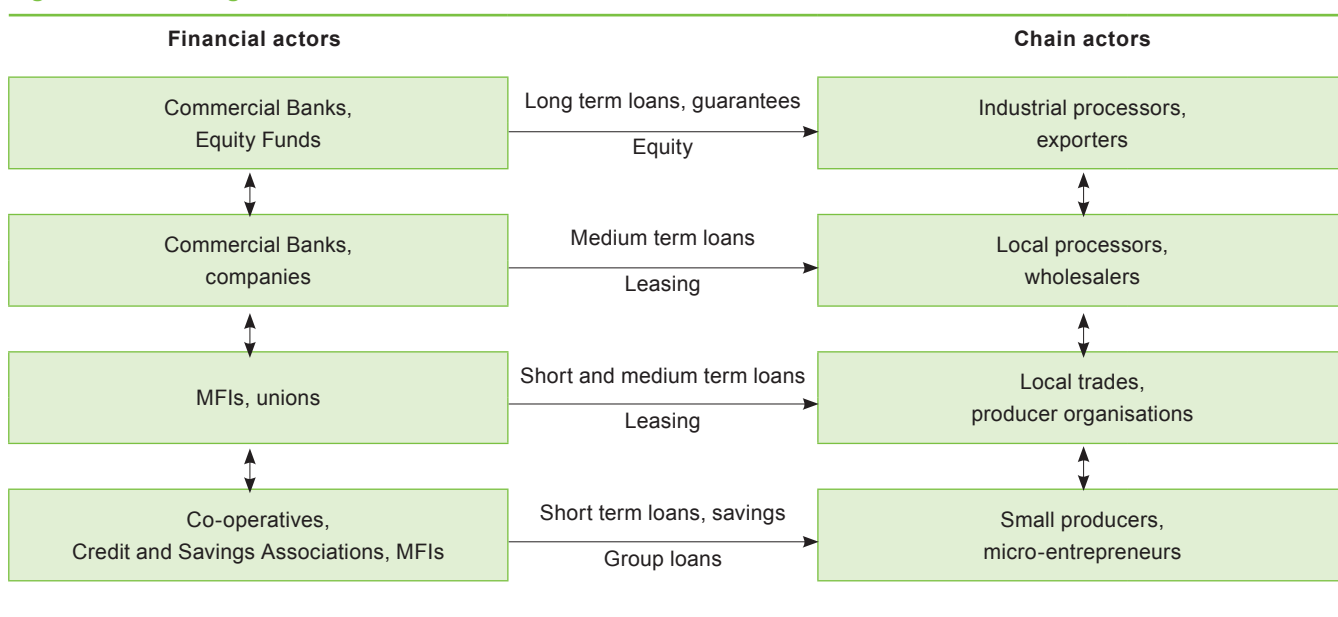 Financial actors
Chain actors
Commercial Banks,
Equity Funds
Long term loans, guarantees
Equity
Industrial processors,
exporters
Commercial Banks,
companies
Medium term loans
Leasing
Local processors,
wholesalers
MFIs, unions
Short and medium term loans
Leasing
Local trades,
producer organisations
Co-operatives,
Credit and Savings Associations, MFIs
Short term loans, savings
Group loans
Small producers,
micro-entrepreneurs